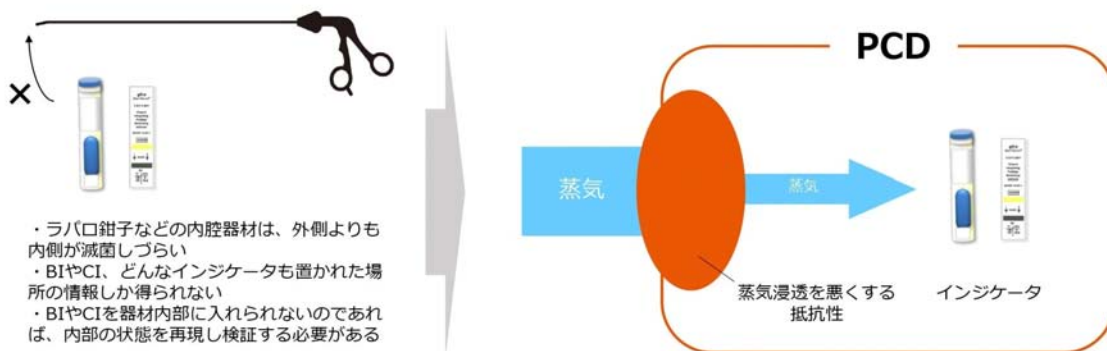 ×
・ラパロ鉗子などの内腔器材は、外側よりも
内側が滅菌しづらい
・BIやCI、どんなインジケータも置かれた場
所の情報しか得られない
・BIやCIを器材内部に入れられないのであれ
ば、内部の状態を再現し検証する必要がある
PCD
蒸気
蒸気
蒸気浸透を悪くする
抵抗性
インジケータ